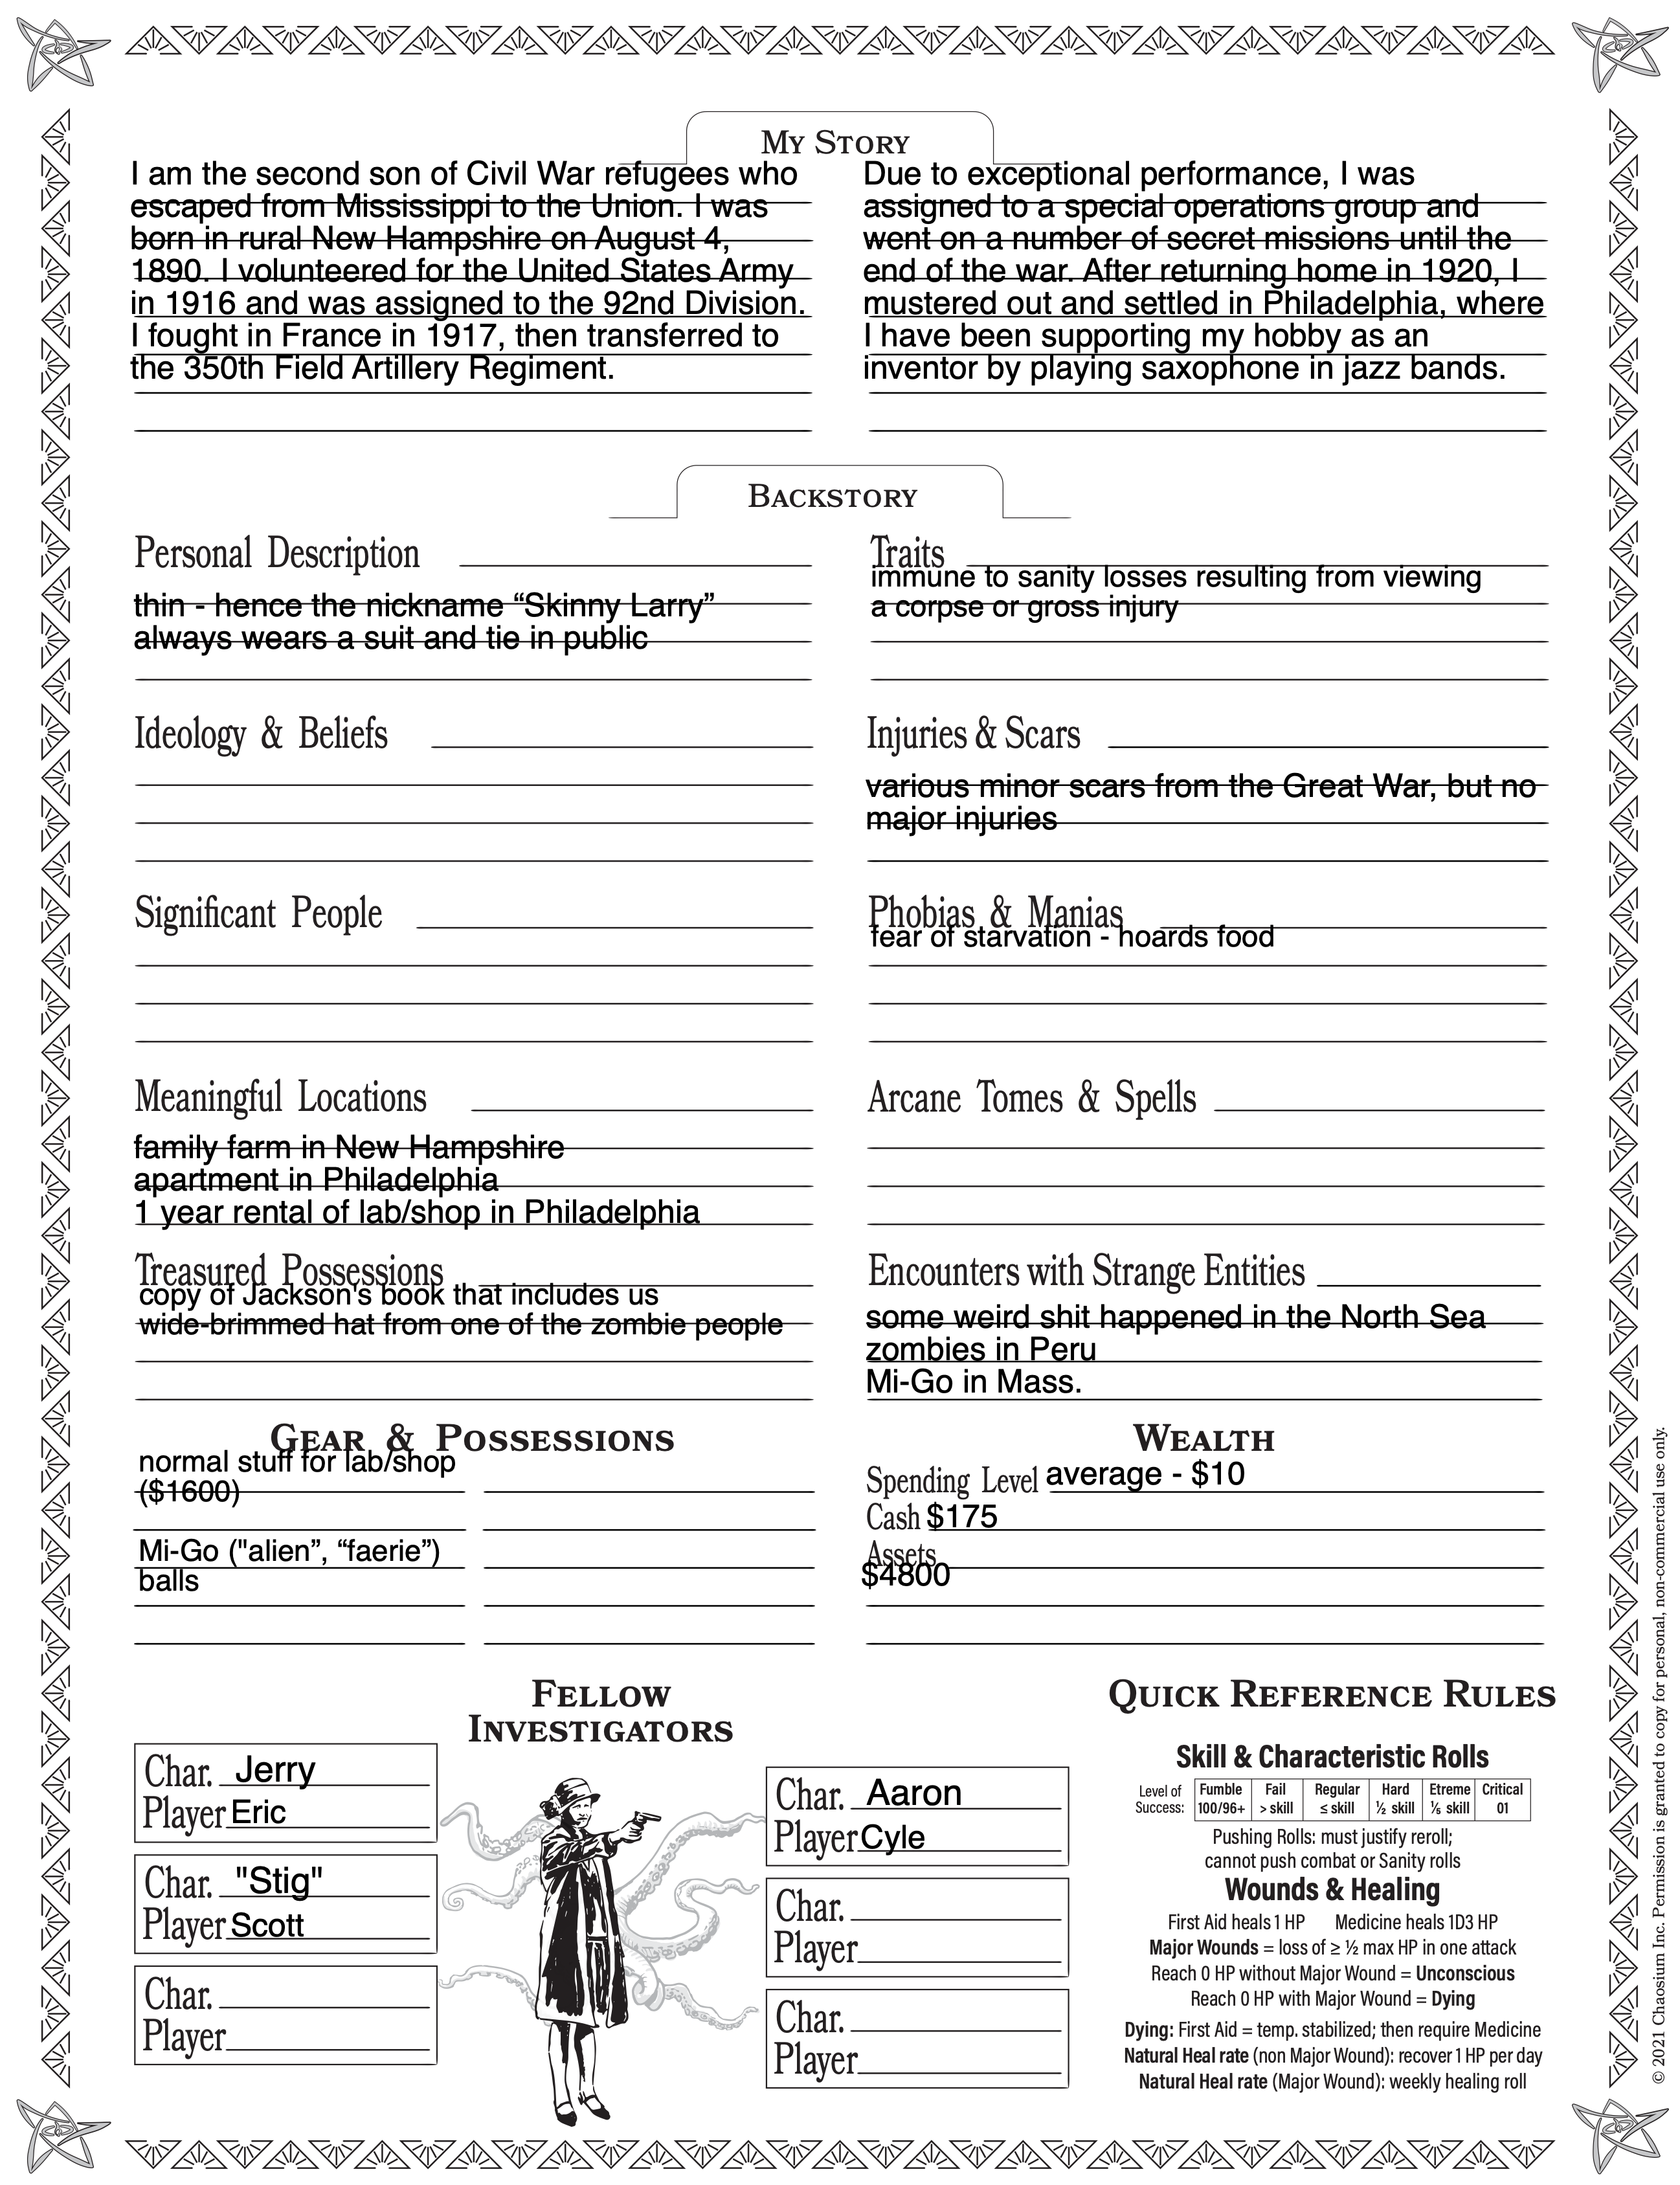 My Story
I am the second son of Civil War refugees who
escaped from Mississippi to the Union. I was
born in rural New Hampshire on August 4,
1890. I volunteered for the United States Army
in 1916 and was assigned to the 92nd Division.
I fought in France in 1917, then transferred to
the 350th Field Artillery Regiment.
Due to exceptional performance, I was
assigned to a special operations group and
went on a number of secret missions until the
end of the war. After returning home in 1920, I
mustered out and settled in Philadelphia, where
I have been supporting my hobby as an
inventor by playing saxophone in jazz bands.
Backstory
Personal Description
thin - hence the nickname “Skinny Larry”
always wears a suit and tie in public
Ideology & Beliefs
Significant People
Meaningful Locations
family farm in New Hampshire
apartment in Philadelphia
1 year rental of lab/shop in Philadelphia
Treasured Possessions
copy of Jackson's book that includes us
wide-brimmed hat from one of the zombie people
Traits
immune to sanity losses resulting from viewing
a corpse or gross injury
Injuries & Scars
various minor scars from the Great War, but no
major injuries
Phobias & Manias
fear of starvation - hoards food
Arcane Tomes & Spells
Encounters with Strange Entities
some weird shit happened in the North Sea
zombies in Peru
Mi-Go in Mass.
Gear & Possessions
normal stuff for lab/shop
($1600)
Mi-Go ("alien”, “faerie”)
balls
Wealth
Spending Level average - $10
Cash $175
Assets
$4800
Fellow
Investigators
Char. Jerry
Player Eric
Char. "Stig"
Player Scott
Char.
Player
Char. Aaron
Player Cyle
Char.
Player
Char.
Player
Quick Reference Rules
Skill & Characteristic Rolls
Level of Success: Fumble Fail Regular Hard Etreme Critical
100/96+ > skill ≤ skill ½ skill ⅕ skill 01
Pushing Rolls: must justify reroll;
cannot push combat or Sanity rolls
Wounds & Healing
First Aid heals 1 HP Medicine heals 1D3 HP
Major Wounds = loss of ≥ ½ max HP in one attack
Reach 0 HP without Major Wound = Unconscious
Reach 0 HP with Major Wound = Dying
Dying: First Aid = temp. stabilized; then require Medicine
Natural Heal rate (non Major Wound): recover 1 HP per day
Natural Heal rate (Major Wound): weekly healing roll
© 2021 Chaosium Inc. Permission is granted to copy for personal, non-commercial use only.